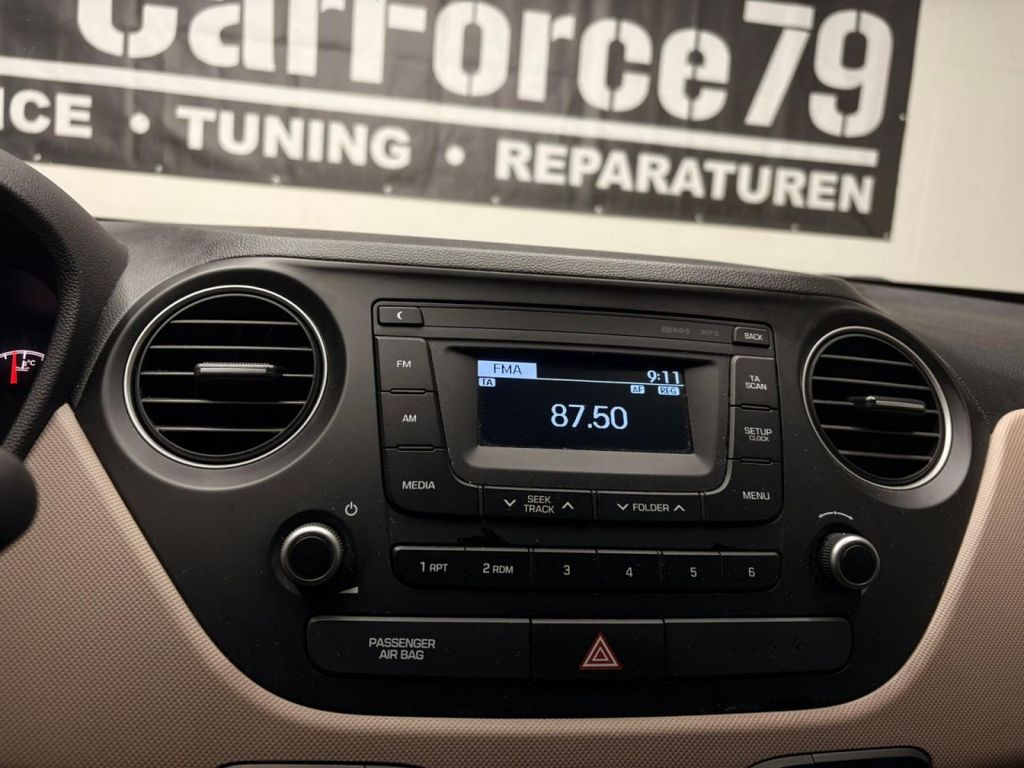 CarForce79
ICE • TUNING • REPARATUREN
MP3
BACK
FM
FMA
9:11
TA
SCAN
TA
AF
REG
AM
87.50
SETUP
CLOCK
MEDIA
SEEK
TRACK
FOLDER
MENU
1 RPT
2 RDM
3
4
5
6
PASSENGER
AIR BAG
°C